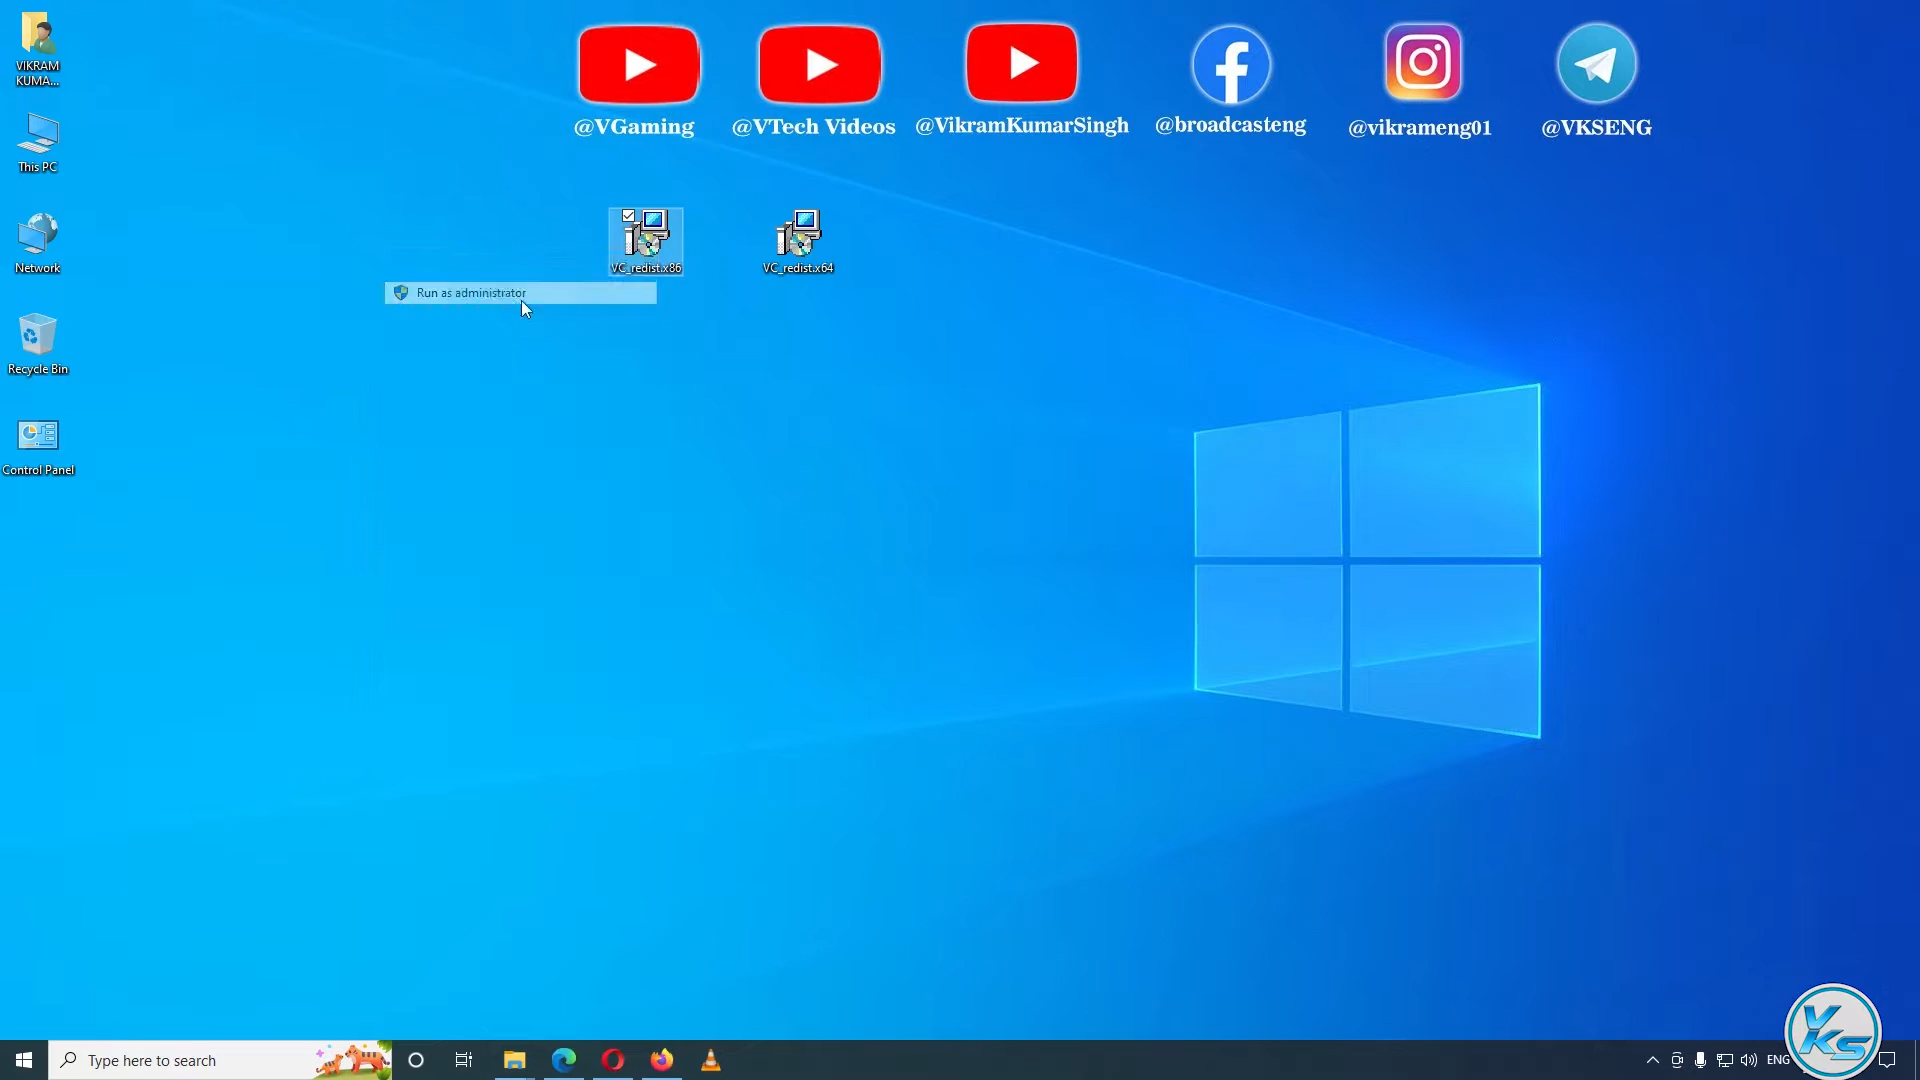 VIKRAM
KUMA...
This PC
Network
Recycle Bin
Control Panel
@VGaming
@VTech Videos
@VikramKumarSingh
@broadcasteng
@vikrameng01
@VKSENG
VC_redist.x86
VC_redist.x64
Run as administrator
Type here to search
ENG
VKS